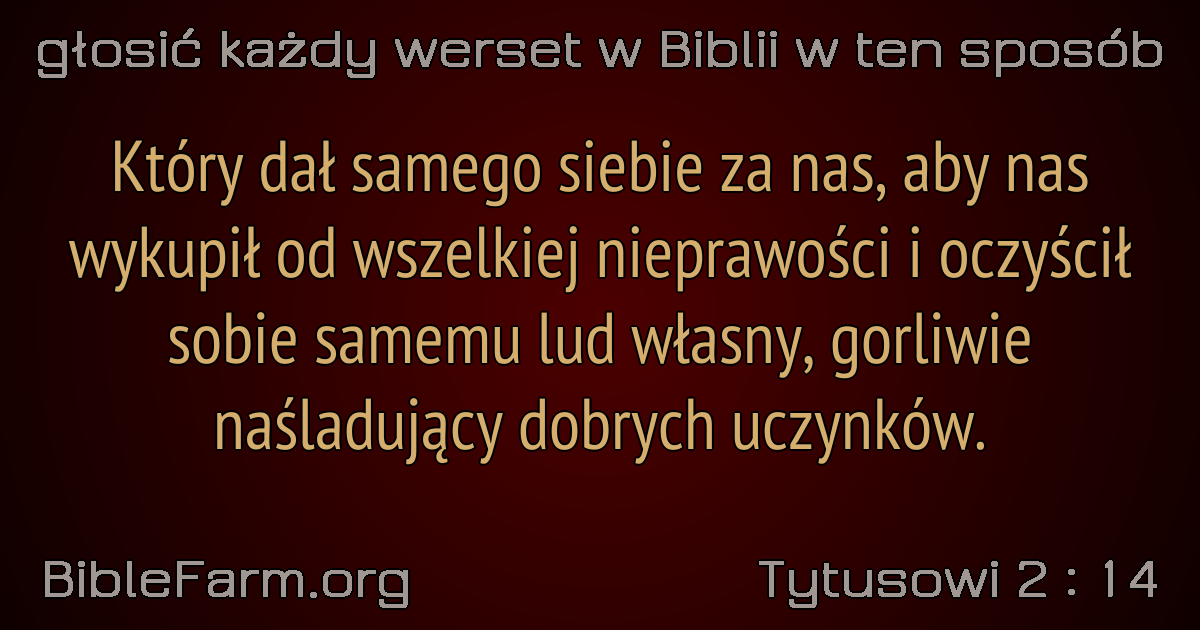 głosić każdy werset w Biblii w ten sposób
Który dał samego siebie za nas, aby nas
wykupił od wszelkiej nieprawości i oczyścił
sobie samemu lud własny, gorliwie
naśladujący dobrych uczynków.
BibleFarm.org
Tytusowi 2 : 14